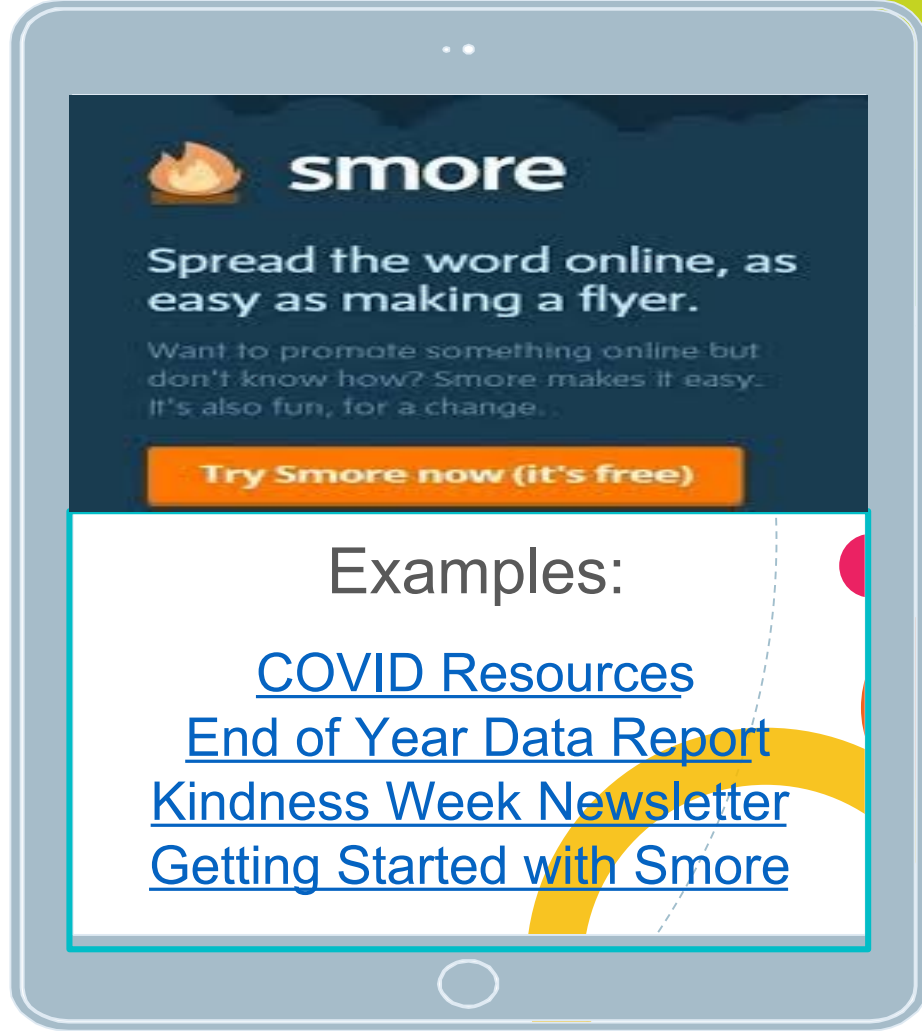 smore
Spread the word online, as
easy as making a flyer.
Want to promote something online but
don't know how? Smore makes it easy.
It's also fun, for a change.
Try Smore now (it's free)
Examples:
COVID Resources
End of Year Data Report
Kindness Week Newsletter
Getting Started with Smore